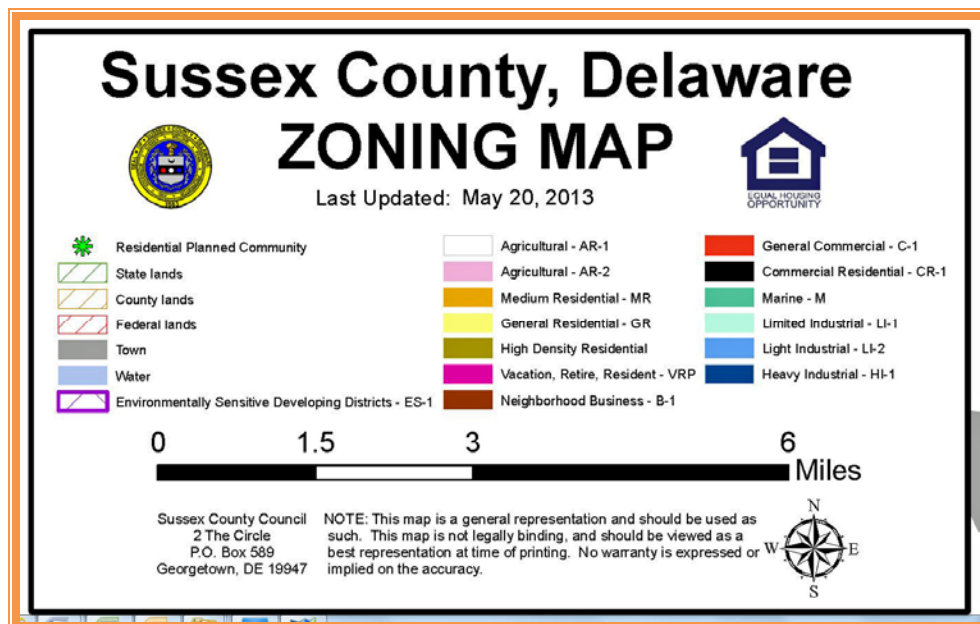 Sussex County, Delaware
ZONING MAP
Last Updated: May 20, 2013
EQUAL HOUSING
OPPORTUNITY
Residential Planned Community
State lands
County lands
Federal lands
Town
Water
Environmentally Sensitive Developing Districts - ES-1
Agricultural - AR-1
Agricultural - AR-2
Medium Residential - MR
General Residential - GR
High Density Residential
Vacation, Retire, Resident - VRP
Neighborhood Business - B-1
General Commercial - C-1
Commercial Residential - CR-1
Marine - M
Limited Industrial - LI-1
Light Industrial - LI-2
Heavy Industrial - HI-1
0 1.5 3 6
Miles
Sussex County Council
2 The Circle
P.O. Box 589
Georgetown, DE 19947
NOTE: This map is a general representation and should be used as
such. This map is not legally binding, and should be viewed as a
best representation at time of printing. No warranty is expressed or
implied on the accuracy.
N
W E
S